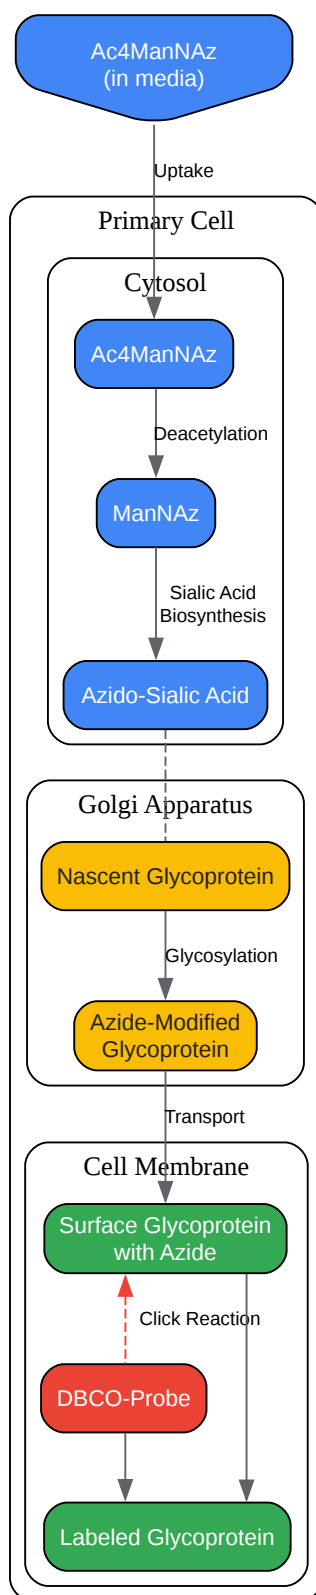 Ac4ManNAz
(in media)
Uptake
Primary Cell
Cytosol
Ac4ManNAz
Deacetylation
ManNAz
Sialic Acid
Biosynthesis
Azido-Sialic Acid
Golgi Apparatus
Nascent Glycoprotein
Glycosylation
Azide-Modified
Glycoprotein
Transport
Cell Membrane
Surface Glycoprotein
with Azide
Click Reaction
DBCO-Probe
Labeled Glycoprotein